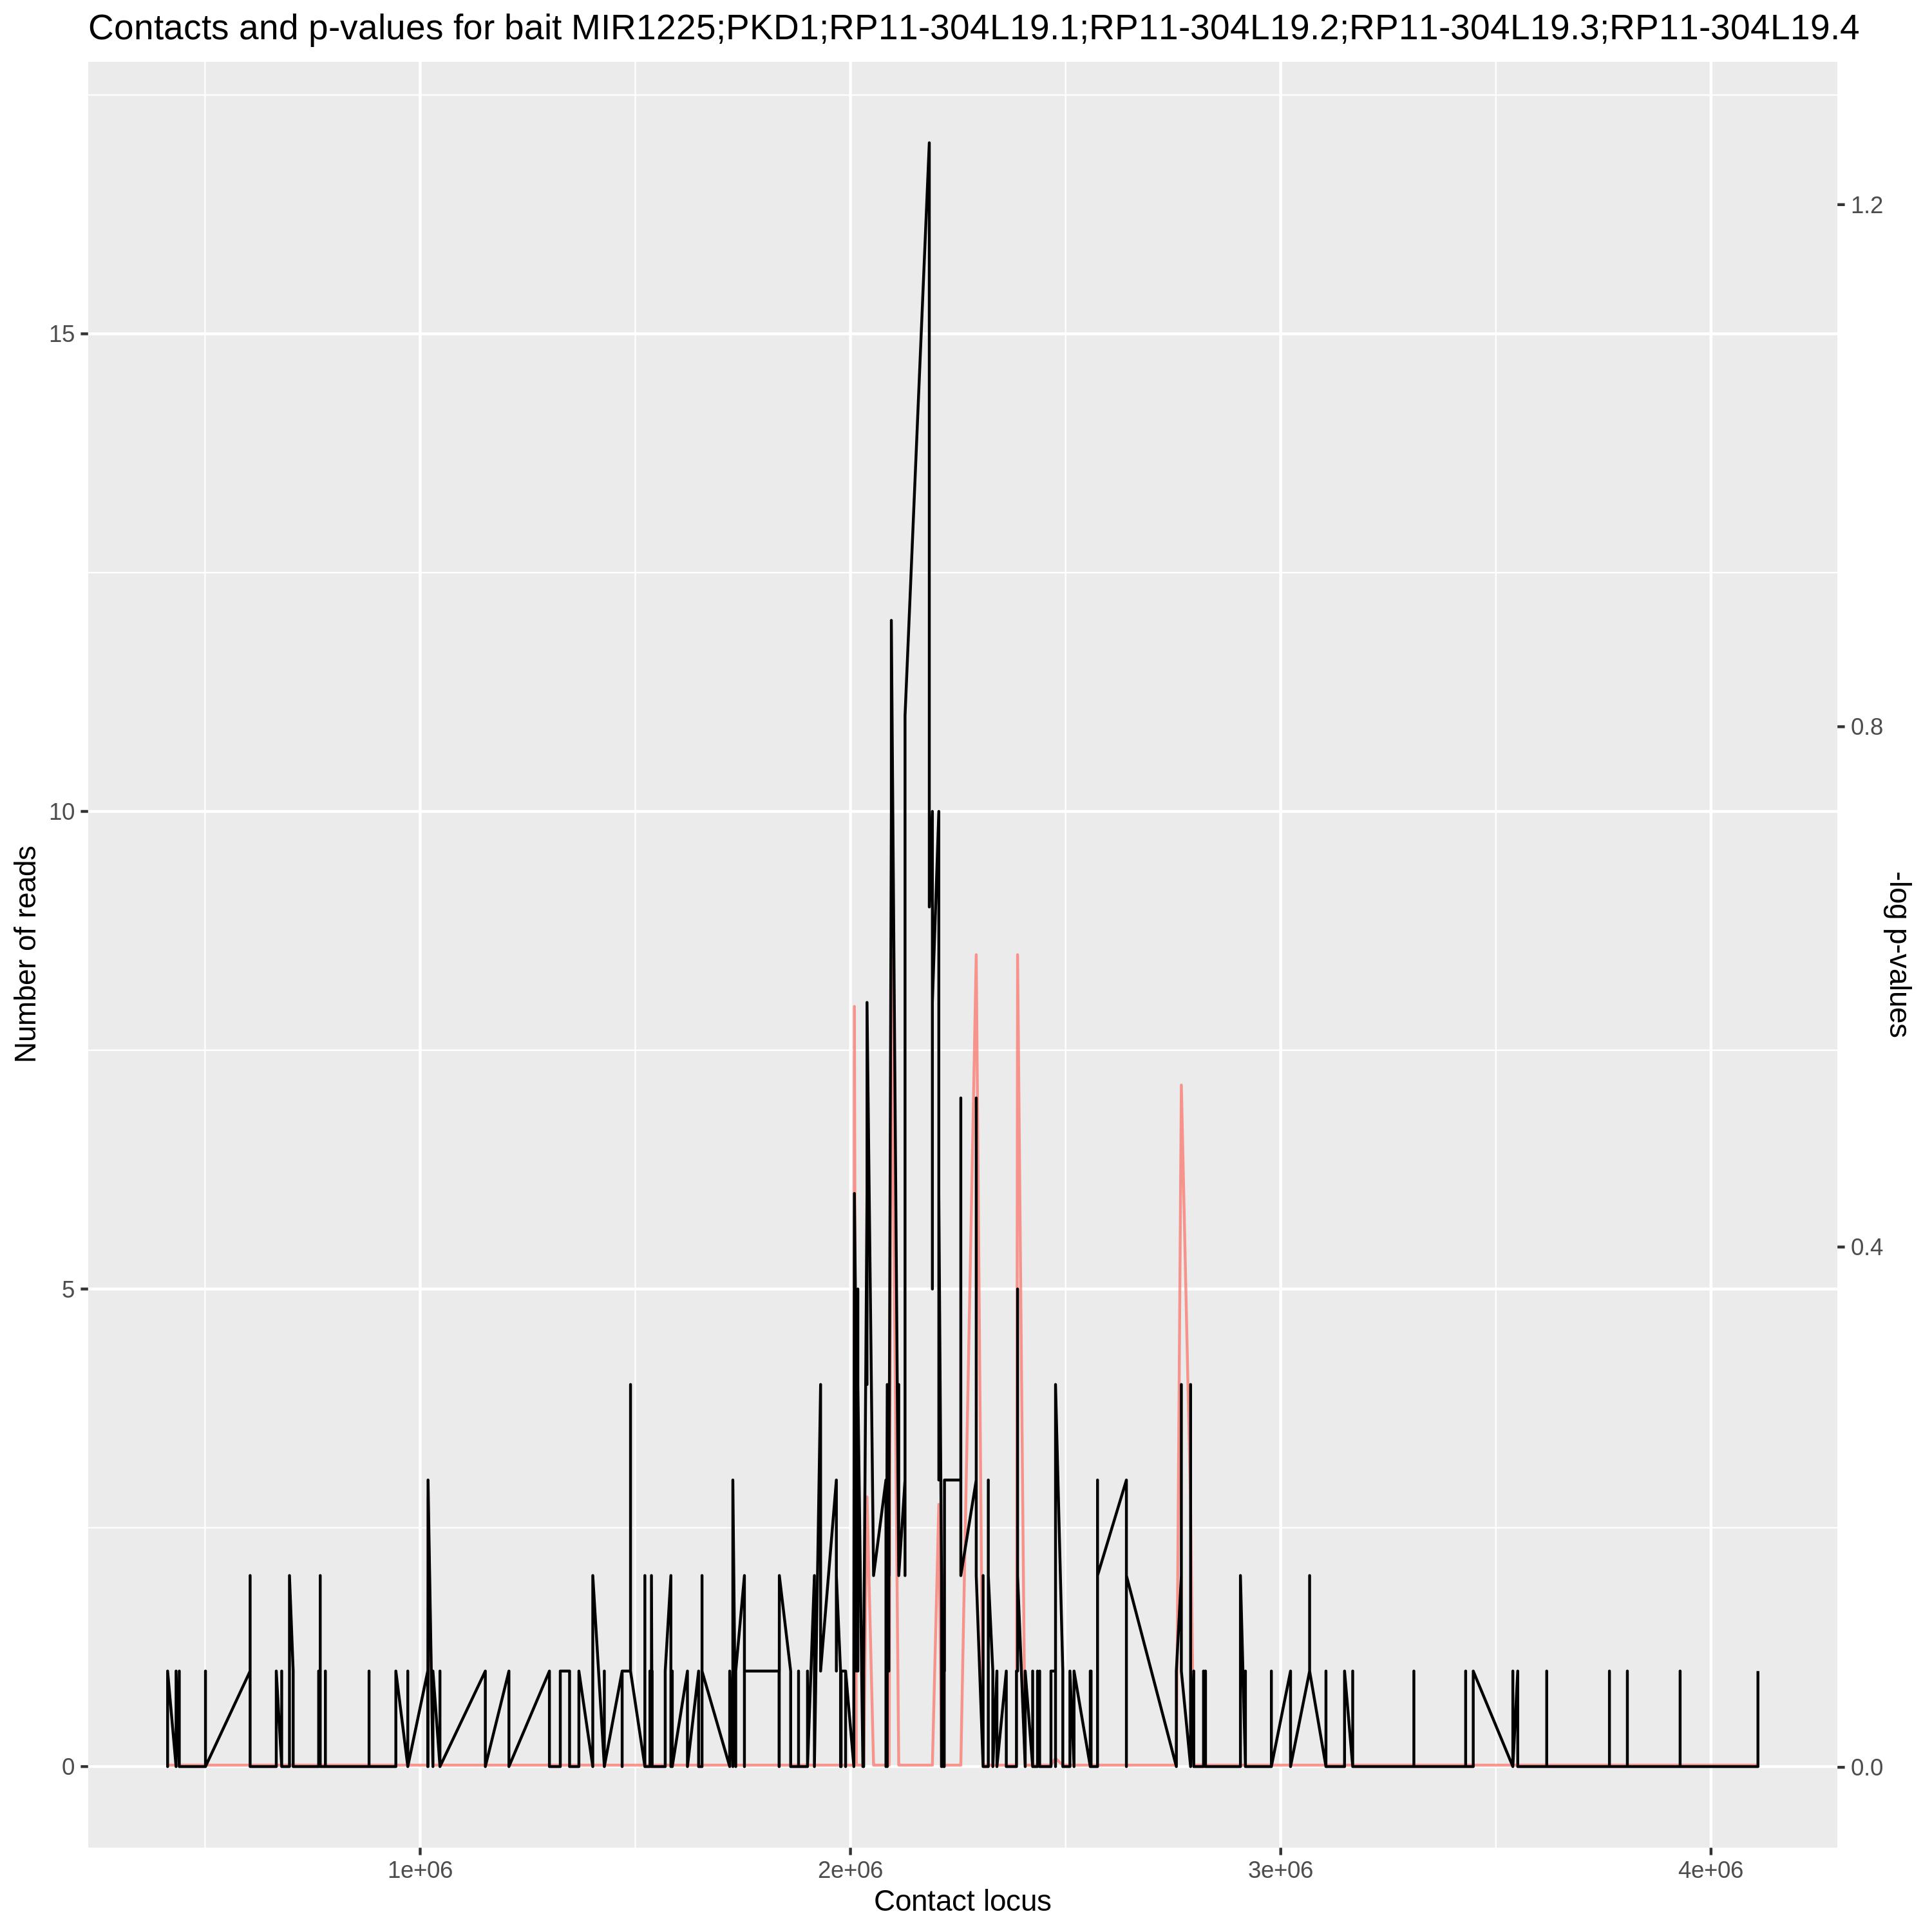 Contacts and p-values for bait MIR1225;PKD1;RP11-304L19.1;RP11-304L19.2;RP11-304L19.3;RP11-304L19.4
15
10
5
0
Number of reads
1.2
0.8
0.4
0.0
-log p-values
1e+06
2e+06
3e+06
4e+06
Contact locus